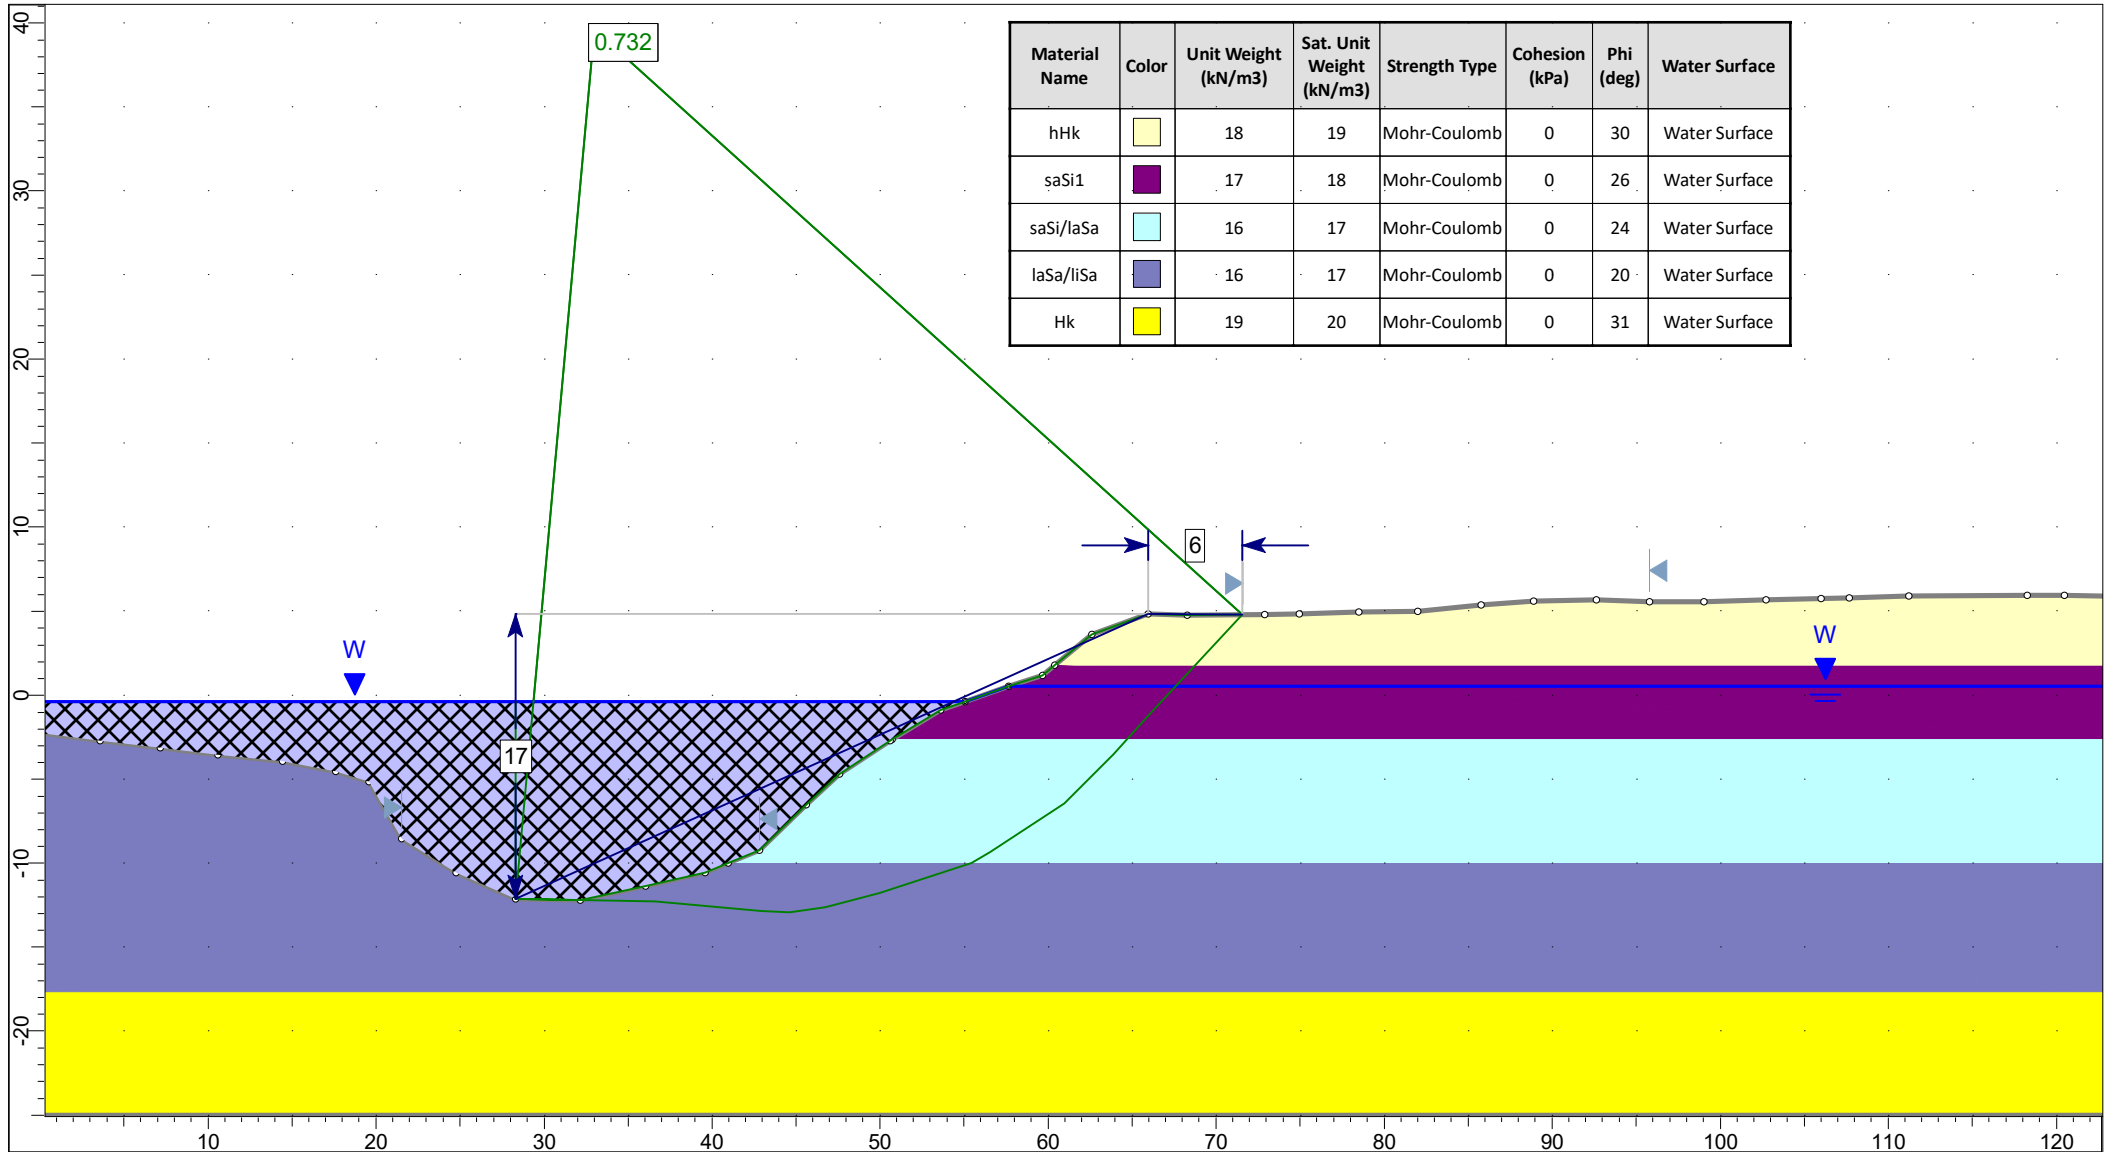 40
30
20
10
0
-10
-20
10 20 30 40 50 60 70 80 90 100 110 120
0.732
Material Name Color Unit Weight (kN/m3) Sat. Unit Weight (kN/m3) Strength Type Cohesion (kPa) Phi (deg) Water Surface
hHk 18 19 Mohr-Coulomb 0 30 Water Surface
saSi1 17 18 Mohr-Coulomb 0 26 Water Surface
saSi/laSa 16 17 Mohr-Coulomb 0 24 Water Surface
laSa/liSa 16 17 Mohr-Coulomb 0 20 Water Surface
Hk 19 20 Mohr-Coulomb 0 31 Water Surface
6
W
W
17